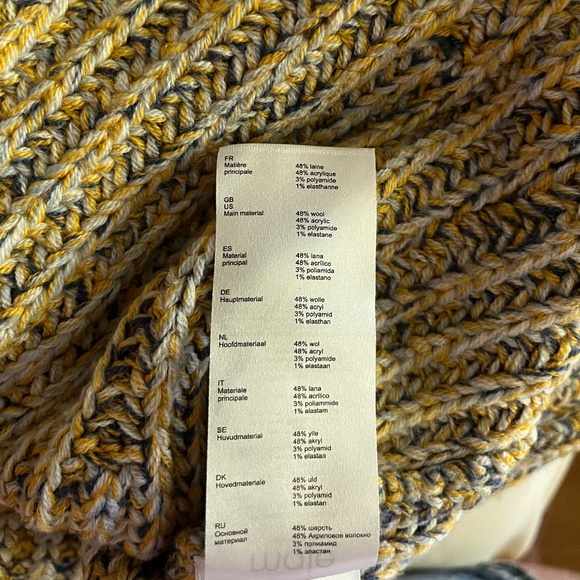 FR
Matière principale
48% laine
48% acrylique
3% polyamide
1% elasthanne
GB
US
Main material
48% wool
48% acrylic
3% polyamide
1% elastane
ES
Material principal
48% lana
48% acrílico
3% poliamida
1% elastano
DE
Hauptmaterial
48% wolle
48% acryl
3% polyamid
1% elasthan
NL
Hoofdmateriaal
48% wol
48% acryl
3% polyamide
1% elastaan
IT
Materiale principale
48% lana
48% acrilico
3% poliammide
1% elastam
SE
Huvudmaterial
48% ylle
48% akryl
3% polyamid
1% elastan
DK
Hovedmateriale
48% uld
48% akryl
3% polyamid
1% elastan
RU
Основной материал
48% шерсть
48% Акриловое волокно
3% полиамид
1% эластан